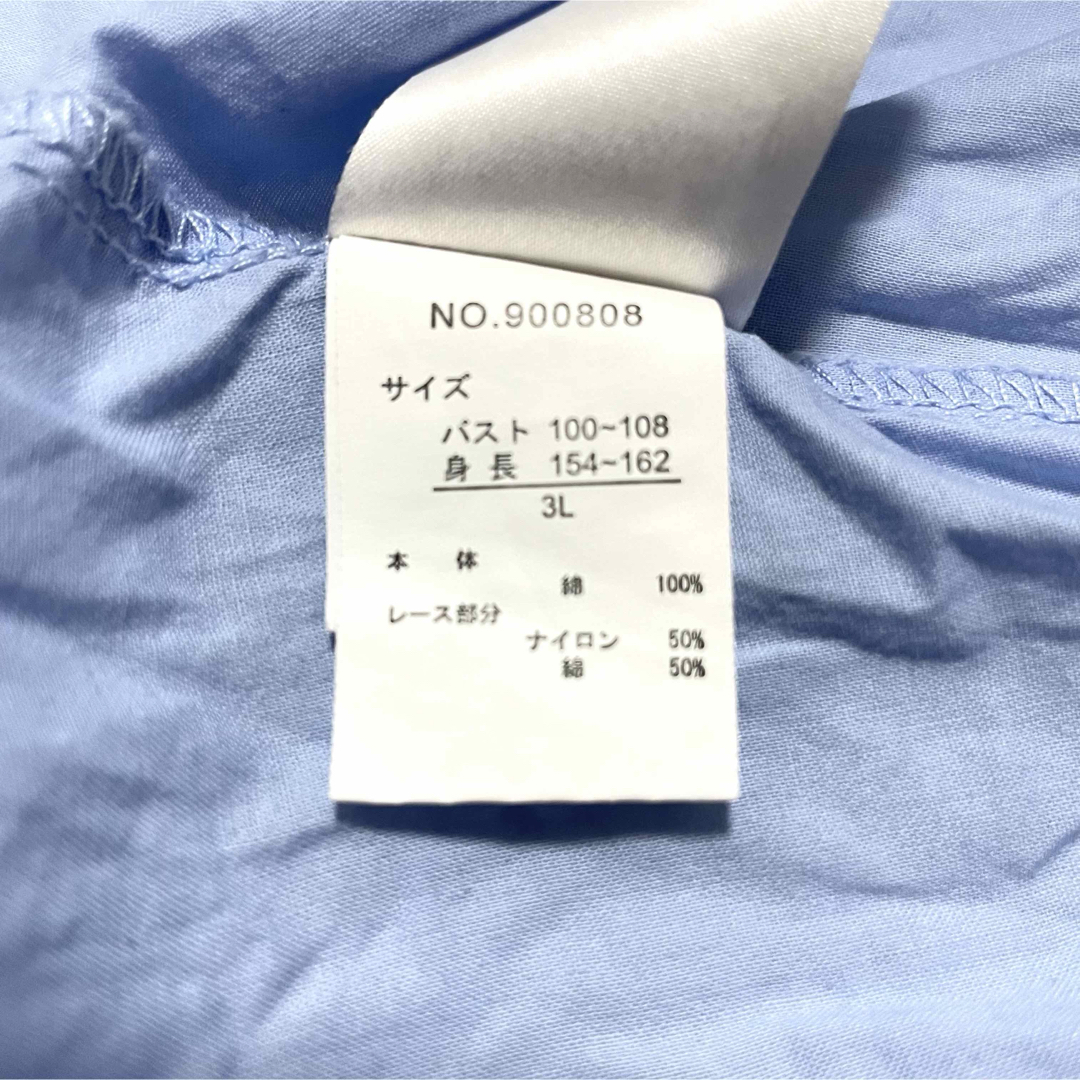 NO.900808
サイズ
バスト 100~108
身長 154~162
3L
本 体
綿 100%
レース部分
ナイロン 50%
綿 50%